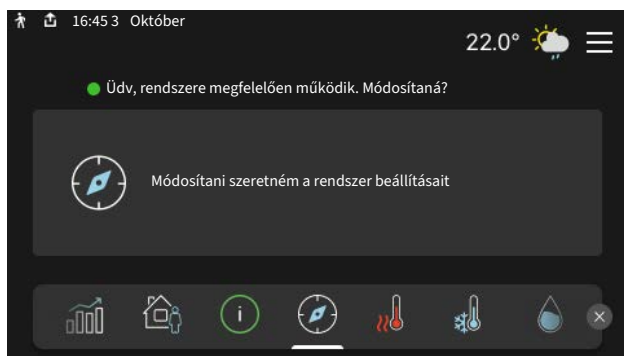 16:45 3 Október
22.0°
Üdv, rendszere megfelelően működik. Módosítaná?
Módosítani szeretném a rendszer beállításait
i